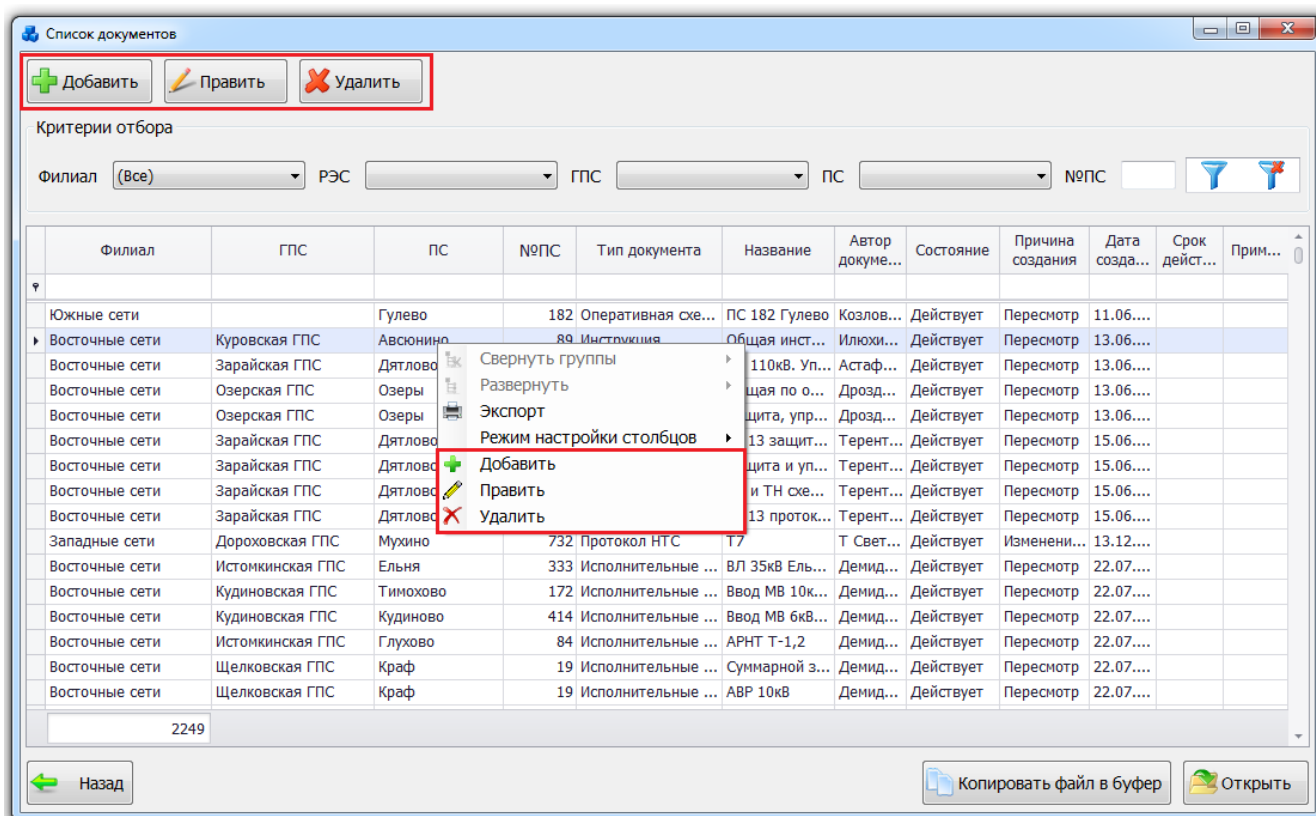 Список документов
Добавить Править Удалить
Критерии отбора
Филиал (Все) РЭС ГПС ПС №ПС
Филиал ГПС ПС №ПС Тип документа Название Автор докуме... Состояние Причина создания Дата созда... Срок дейст... Прим...
Южные сети Гулево 182 Оперативная схе... ПС 182 Гулево Козлов... Действует Пересмотр 11.06....
Восточные сети Куровская ГПС Авсюнино 89 Инструкция Общая инст... Илюхи... Действует Пересмотр 13.06....
Свернуть группы
Восточные сети Зарайская ГПС Дятлово 110кВ. Уп... Астаф... Действует Пересмотр 13.06....
Развернуть
Восточные сети Озерская ГПС Озеры по о... Дрозд... Действует Пересмотр 13.06....
Экспорт
Восточные сети Озерская ГПС Озеры упр... Дрозд... Действует Пересмотр 13.06....
Режим настройки столбцов
Восточные сети Зарайская ГПС Дятлово 13 защит... Терент... Действует Пересмотр 15.06....
Добавить
Восточные сети Зарайская ГПС Дятлово и уп... Терент... Действует Пересмотр 15.06....
Править
Восточные сети Зарайская ГПС Дятлово и ТН схе... Терент... Действует Пересмотр 15.06....
Удалить
Восточные сети Зарайская ГПС Дятлово 13 проток... Терент... Действует Пересмотр 15.06....
Западные сети Дороховская ГПС Мухино 732 Протокол НТС Т7 Т Свет... Действует Изменени... 13.12....
Восточные сети Истомкинская ГПС Ельня 333 Исполнительные ... ВЛ 35кВ Ель... Демид... Действует Пересмотр 22.07....
Восточные сети Кудиновская ГПС Тимохово 172 Исполнительные ... Ввод МВ 10к... Демид... Действует Пересмотр 22.07....
Восточные сети Кудиновская ГПС Кудиново 414 Исполнительные ... Ввод МВ 6кВ... Демид... Действует Пересмотр 22.07....
Восточные сети Истомкинская ГПС Глухово 84 Исполнительные ... АРНТ Т-1,2 Демид... Действует Пересмотр 22.07....
Восточные сети Щелковская ГПС Краф 19 Исполнительные ... Суммарной з... Демид... Действует Пересмотр 22.07....
Восточные сети Щелковская ГПС Краф 19 Исполнительные ... АВР 10кВ Демид... Действует Пересмотр 22.07....
2249
Назад Копировать файл в буфер Открыть